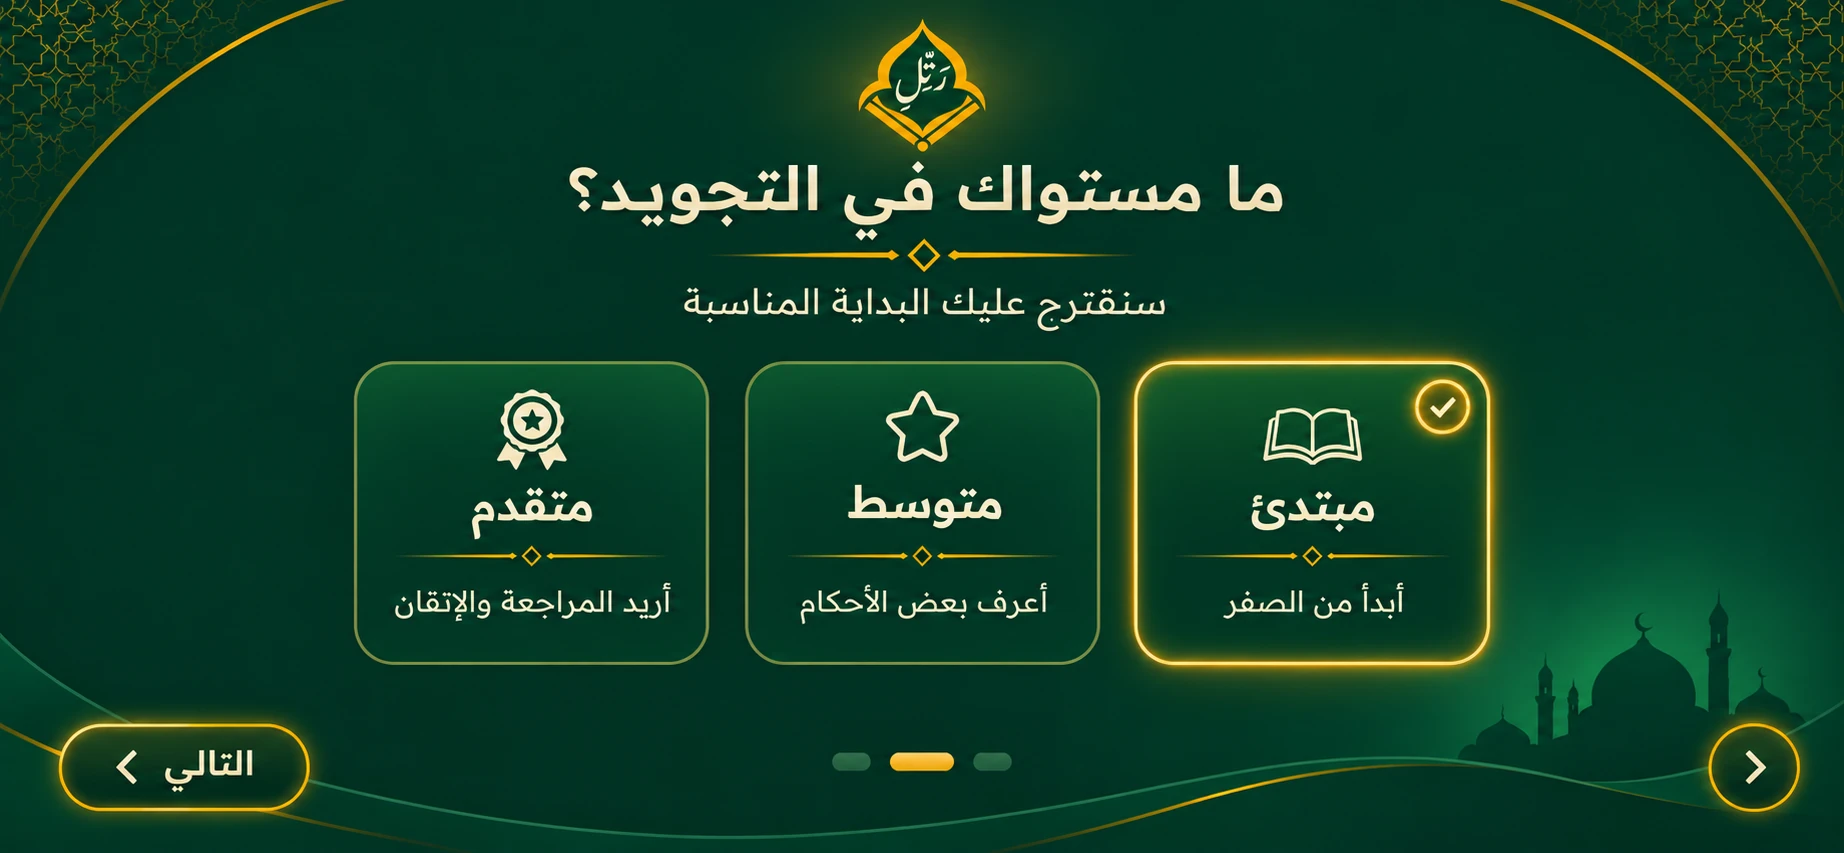 رَتِّلِ
ما مستواك في التجويد؟
سنقترج عليك البداية المناسبة
مبتدئ
أبدأ من الصفر
متوسط
أعرف بعض الأحكام
متقدم
أريد المراجعة والإتقان
التالي